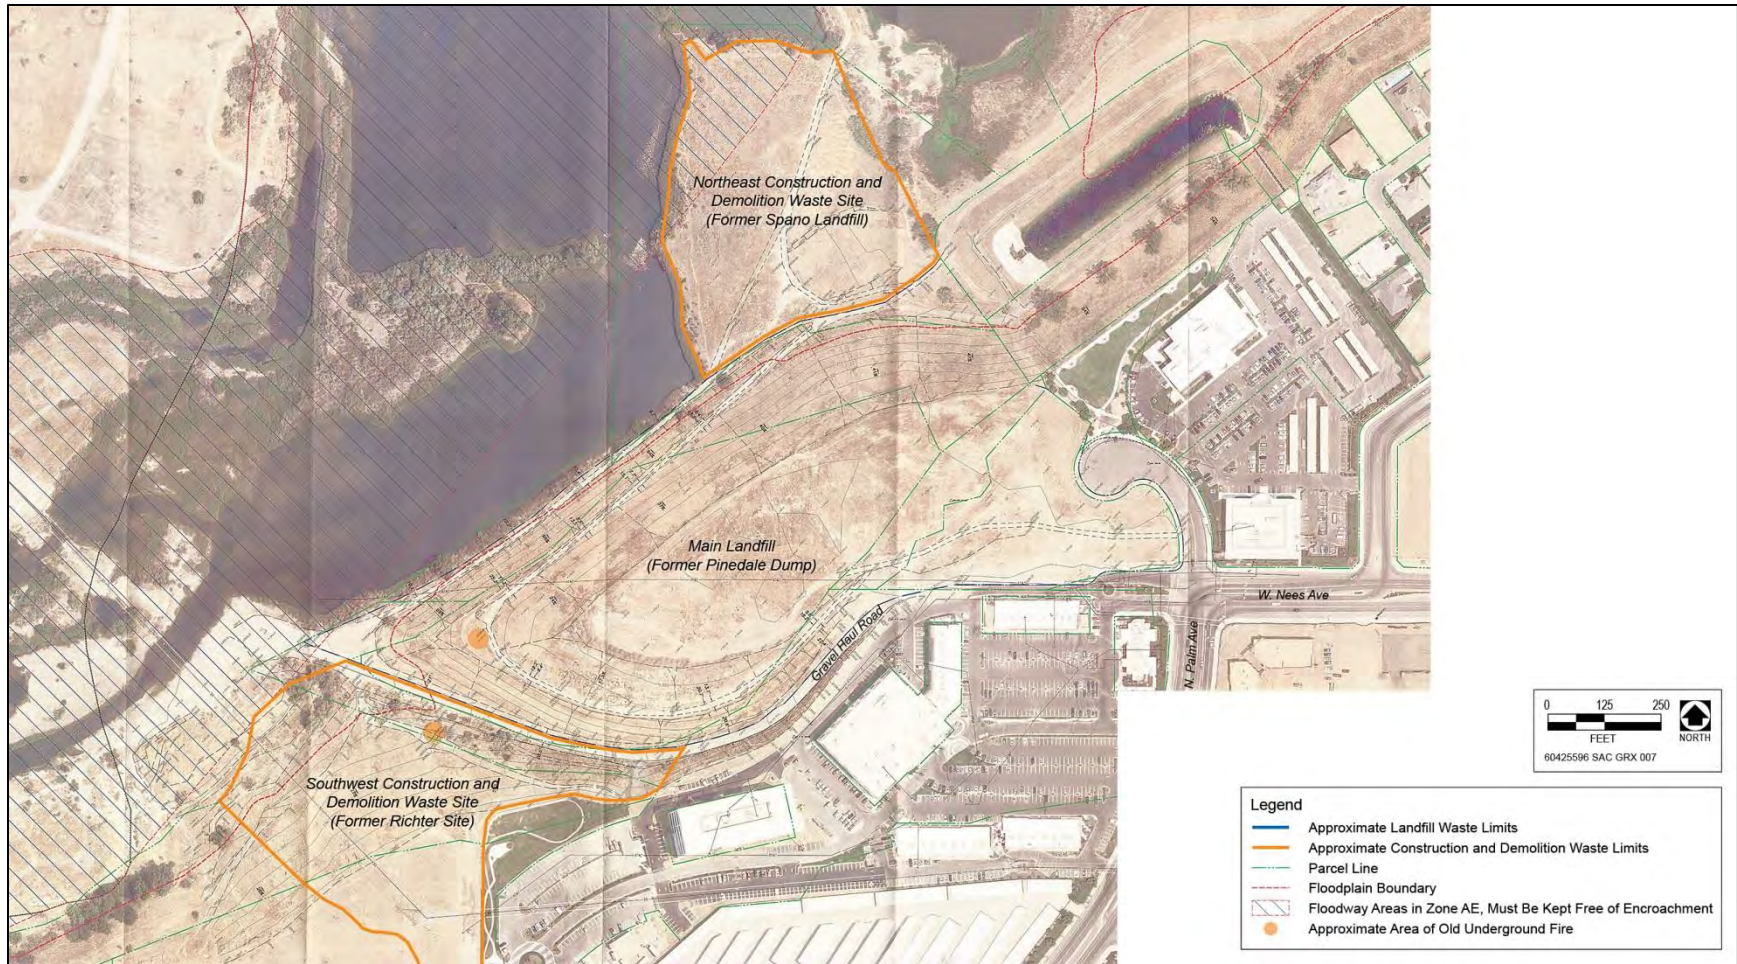 Northeast Construction and
Demolition Waste Site
(Former Spano Landfill)
Main Landfill
(Former Pinedale Dump)
Gravel Haul Road
W. Nees Ave
N. Palm Ave
Southwest Construction and
Demolition Waste Site
(Former Richter Site)
0 125 250
FEET
NORTH
60425596 SAC GRX 007
Legend
Approximate Landfill Waste Limits
Approximate Construction and Demolition Waste Limits
Parcel Line
Floodplain Boundary
Floodway Areas in Zone AE, Must Be Kept Free of Encroachment
Approximate Area of Old Underground Fire